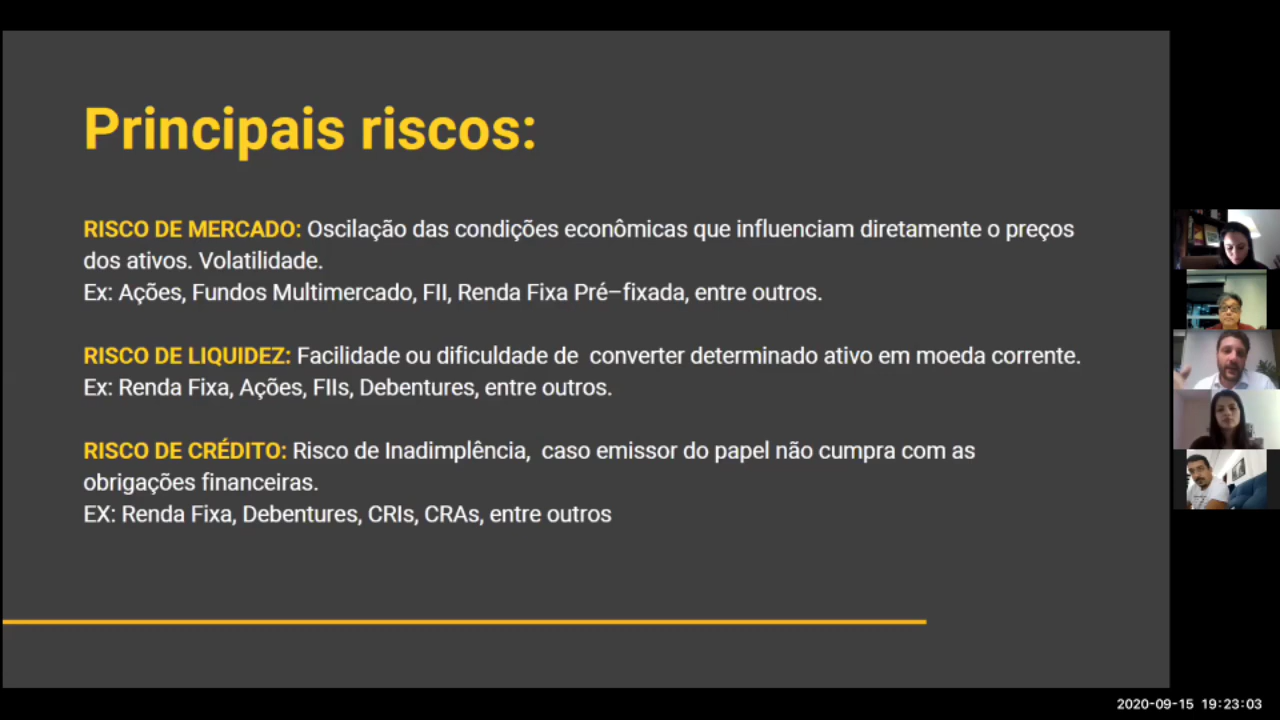 Principais riscos:
RISCO DE MERCADO: Oscilação das condições econômicas que influenciam diretamente o preços
dos ativos. Volatilidade.
Ex: Ações, Fundos Multimercado, FII, Renda Fixa Pré–fixada, entre outros.
RISCO DE LIQUIDEZ: Facilidade ou dificuldade de  converter determinado ativo em moeda corrente.
Ex: Renda Fixa, Ações, FIIs, Debentures, entre outros.
RISCO DE CRÉDITO: Risco de Inadimplência,  caso emissor do papel não cumpra com as
obrigações financeiras.
EX: Renda Fixa, Debentures, CRIs, CRAs, entre outros
2020-09-15 19:23:03